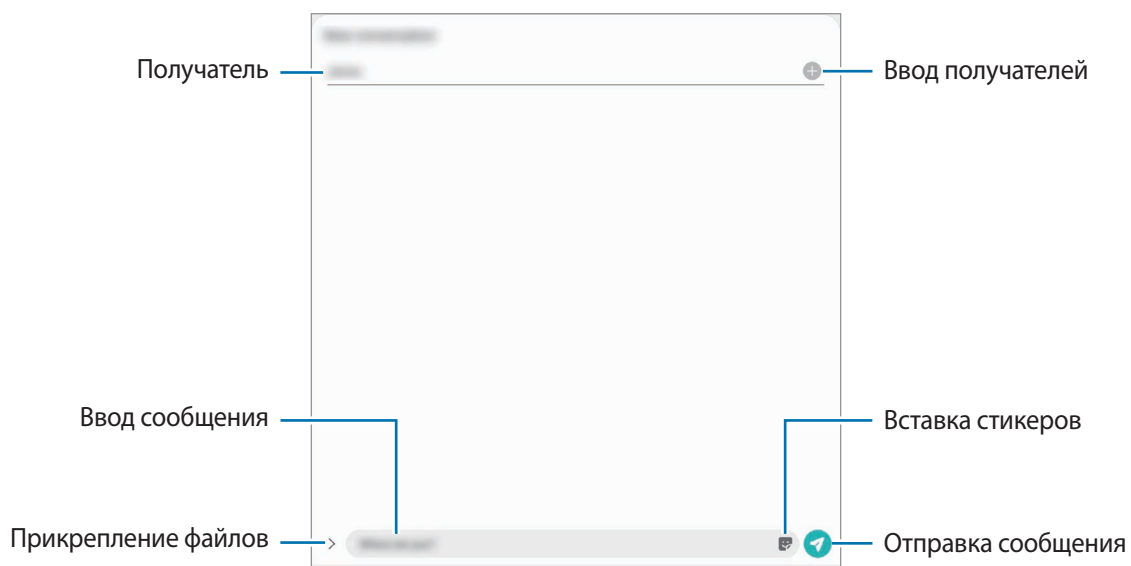 Получатель
Ввод получателей
Ввод сообщения
Вставка стикеров
Прикрепление файлов
Отправка сообщения